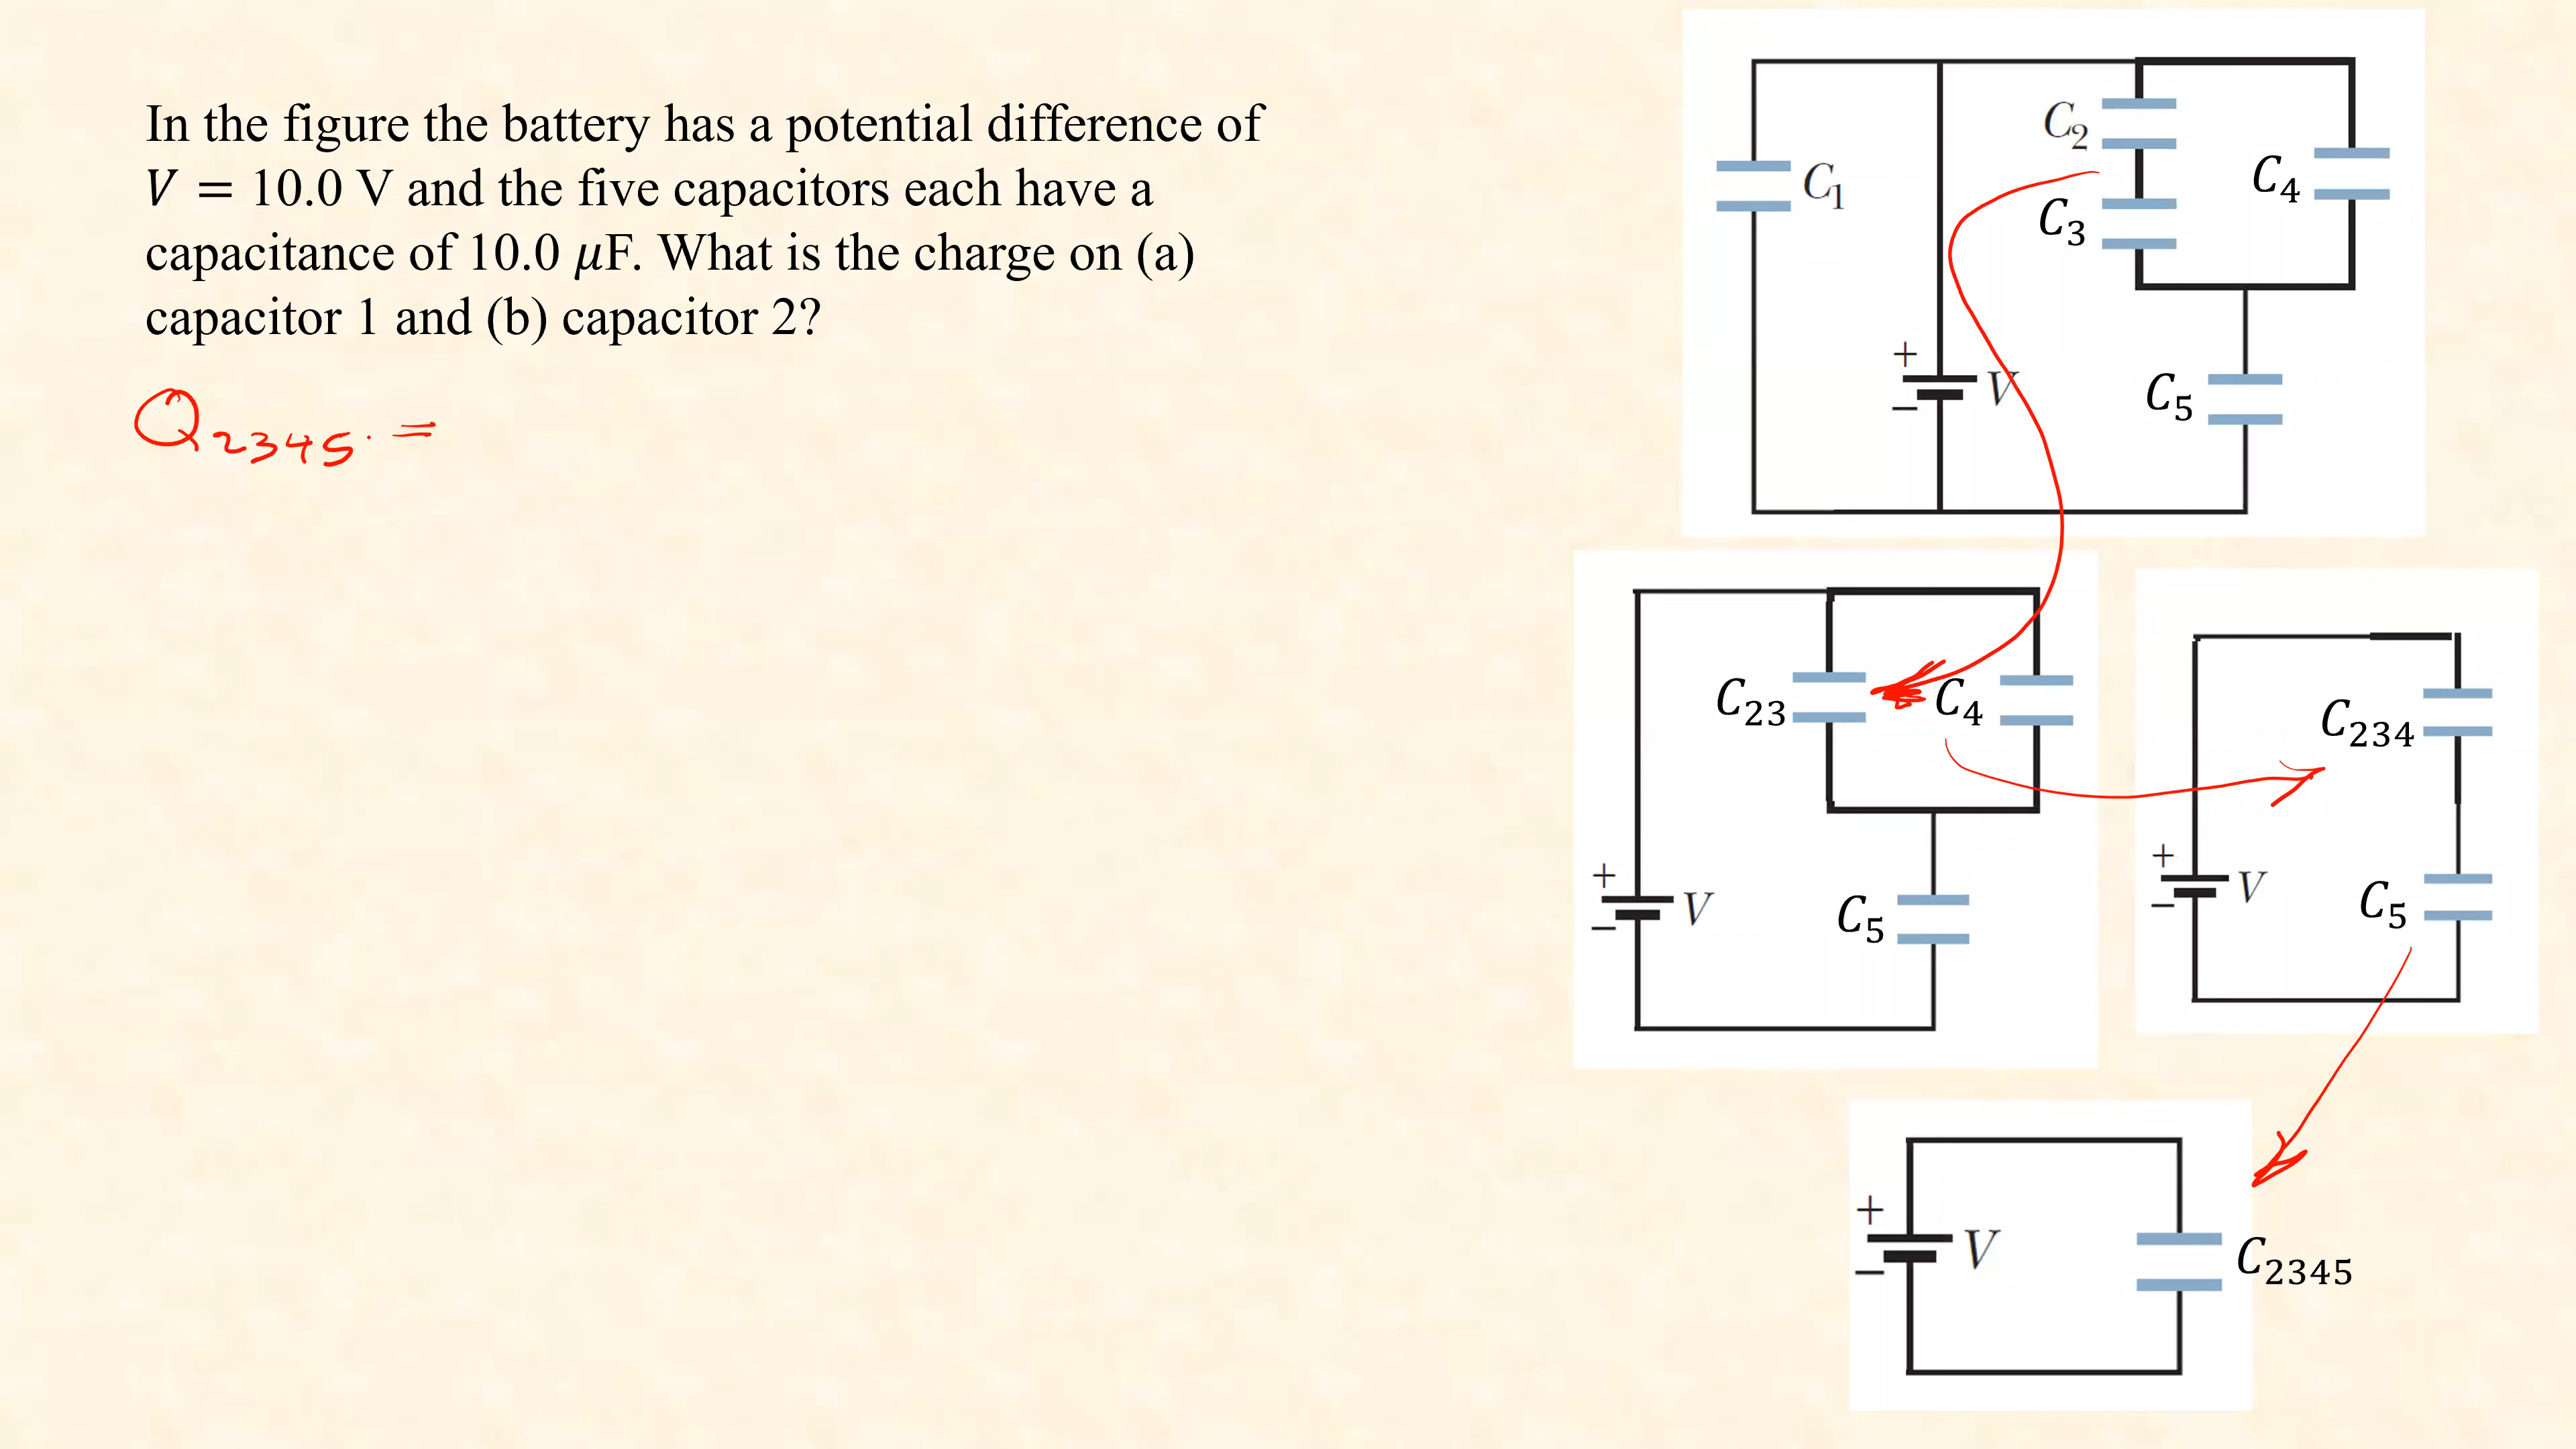 In the figure the battery has a potential difference of
V = 10.0 V and the five capacitors each have a
capacitance of 10.0 μF. What is the charge on (a)
capacitor 1 and (b) capacitor 2?
Q₂₃₄₅ =
C₁
+
−
V
C₂
C₃
C₄
C₅
C₂₃
C₄
+
−
V
C₅
C₂₃₄
+
−
V
C₅
+
−
V
C₂₃₄₅